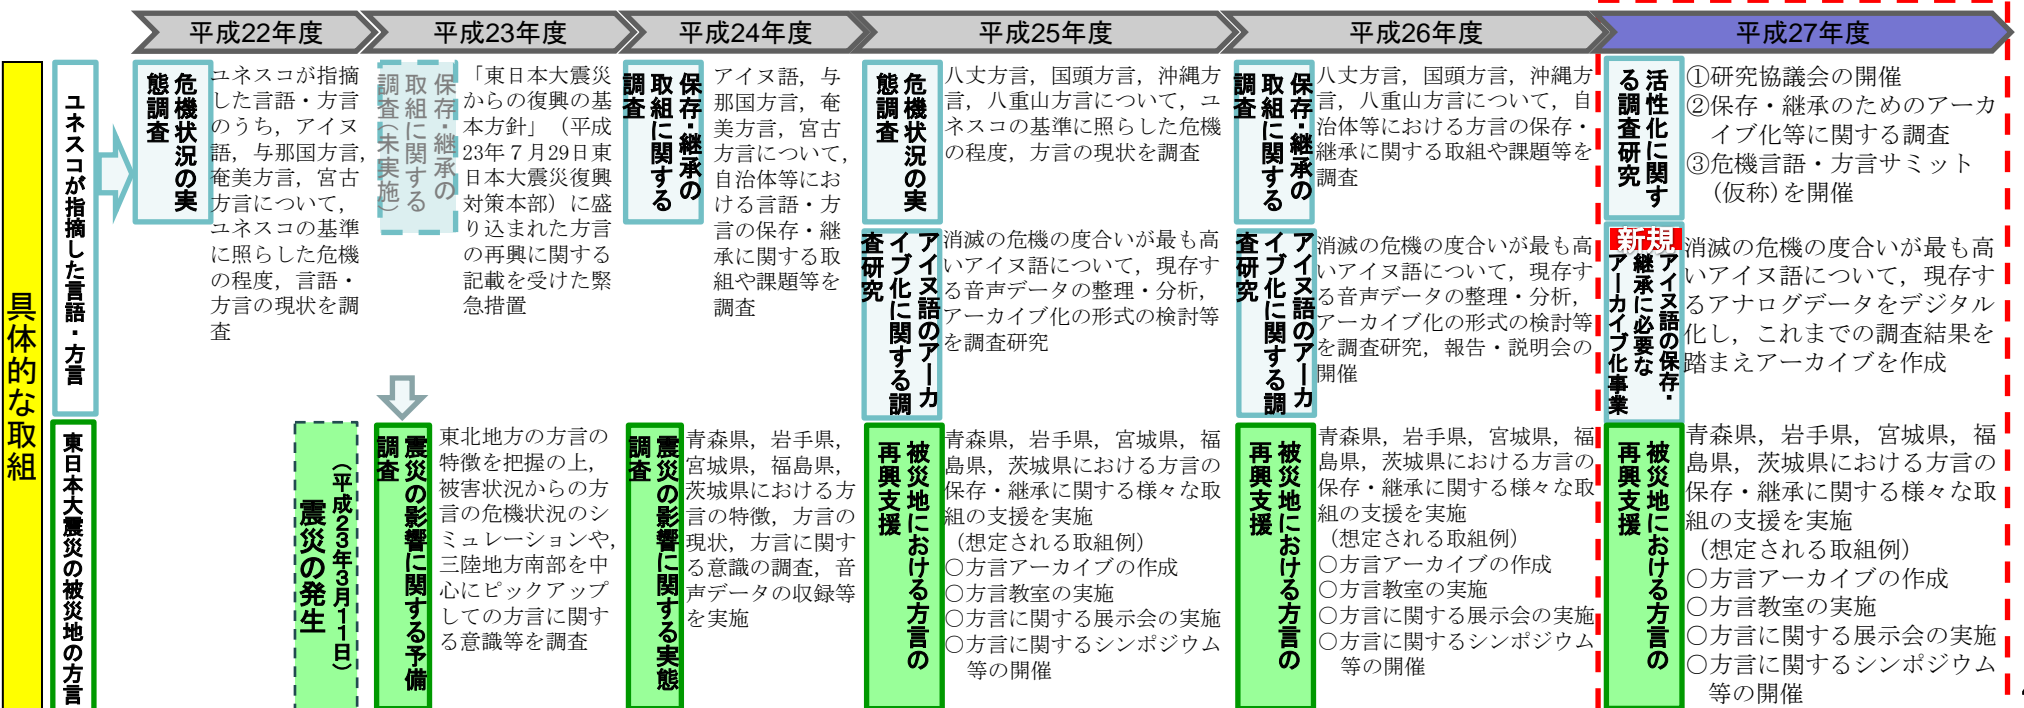 平成22年度
平成23年度
平成24年度
平成25年度
平成26年度
平成27年度
具体的な取組
ユネスコが指摘した言語・方言
危機状況の実
態調査
ユネスコが指摘
した言語・方言
のうち，アイヌ
語，与那国方言，
奄美方言，宮古
方言について，
ユネスコの基準
に照らした危機
の程度，言語・
方言の現状を調
査
保存・継承の
取組に関する
調査（未実施）
「東日本大震災
からの復興の基
本方針」（平成
23年７月29日東
日本大震災復興
対策本部）に盛
り込まれた方言
の再興に関する
記載を受けた緊
急措置
保存・継承の
取組に関する
調査
アイヌ語，与
那国方言，奄
美方言，宮古
方言について，
自治体等にお
ける言語・方
言の保存・継
承に関する取
組や課題等を
調査
危機状況の実
態調査
八丈方言，国頭方言，沖縄方
言，八重山方言について，ユ
ネスコの基準に照らした危機
の程度，方言の現状を調査
アイヌ語のアーカ
イブ化に関する調
査研究
消滅の危機の度合いが最も高
いアイヌ語について，現存す
る音声データの整理・分析，
アーカイブ化の形式の検討等
を調査研究
保存・継承の
取組に関する
調査
八丈方言，国頭方言，沖縄方
言，八重山方言について，自
治体等における方言の保存・
継承に関する取組や課題等を
調査
アイヌ語のアーカ
イブ化に関する調
査研究
消滅の危機の度合いが最も高
いアイヌ語について，現存す
る音声データの整理・分析，
アーカイブ化の形式の検討等
を調査研究，報告・説明会の
開催
活性化に関す
る調査研究
①研究協議会の開催
②保存・継承のためのアーカ
イブ化等に関する調査
③危機言語・方言サミット
(仮称)を開催
新規
アイヌ語の保存・
継承に必要な
アーカイブ化事業
消滅の危機の度合いが最も高
いアイヌ語について，現存す
るアナログデータをデジタル
化し，これまでの調査結果を
踏まえアーカイブを作成
東日本大震災の被災地の方言
（平成２３年３月１１日）
震災の発生
震災の影響に関する予備
調査
東北地方の方言の
特徴を把握の上，
被害状況からの方
言の危機状況のシ
ミュレーションや，
三陸地方南部を中
心にピックアップ
しての方言に関す
る意識等を調査
震災の影響に関する実態
調査
青森県，岩手県，
宮城県，福島県，
茨城県における方
言の特徴，方言の
現状，方言に関す
る意識の調査，音
声データの収録等
を実施
被災地における方言の
再興支援
青森県，岩手県，宮城県，福
島県，茨城県における方言の
保存・継承に関する様々な取
組の支援を実施
（想定される取組例）
○方言アーカイブの作成
○方言教室の実施
○方言に関する展示会の実施
○方言に関するシンポジウム
等の開催
被災地における方言の
再興支援
青森県，岩手県，宮城県，福
島県，茨城県における方言の
保存・継承に関する様々な取
組の支援を実施
（想定される取組例）
○方言アーカイブの作成
○方言教室の実施
○方言に関する展示会の実施
○方言に関するシンポジウム
等の開催
被災地における方言の
再興支援
青森県，岩手県，宮城県，福
島県，茨城県における方言の
保存・継承に関する様々な取
組の支援を実施
（想定される取組例）
○方言アーカイブの作成
○方言教室の実施
○方言に関する展示会の実施
○方言に関するシンポジウム
等の開催